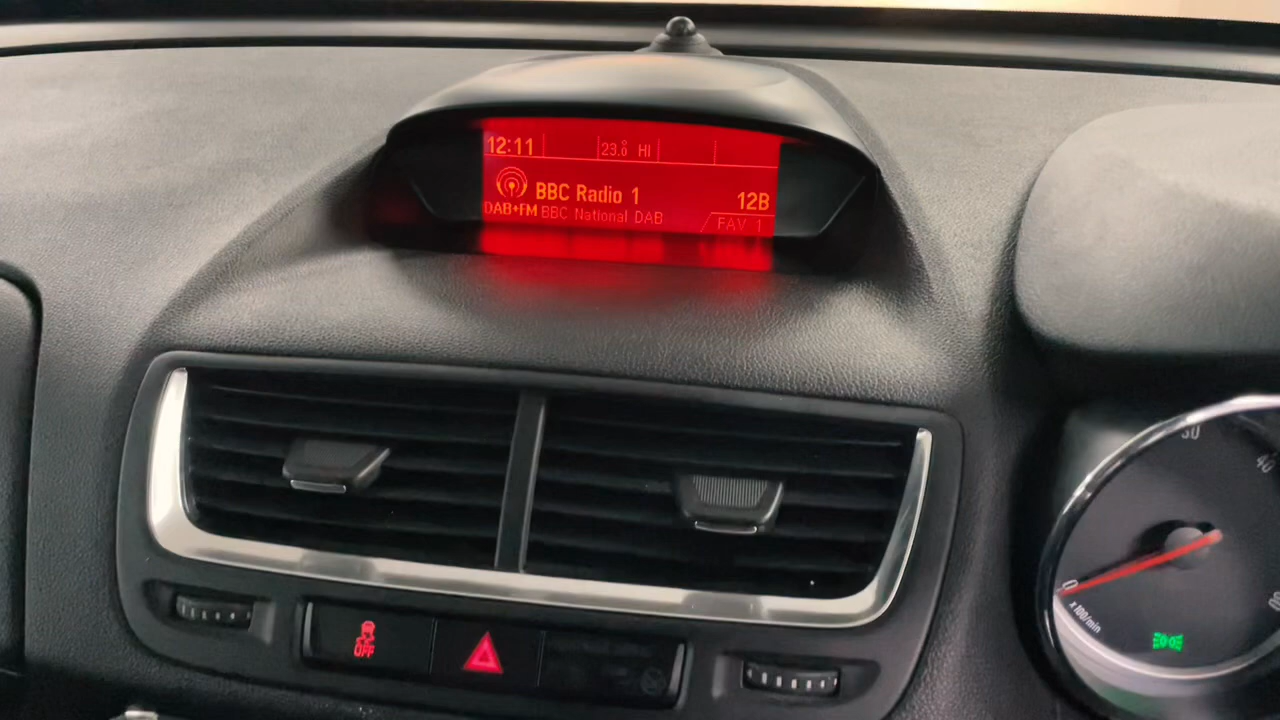 12:11 23.0 HI
BBC Radio 1 12B
DAB+FM BBC National DAB FAV 1
30
40
0
x100/min
OFF